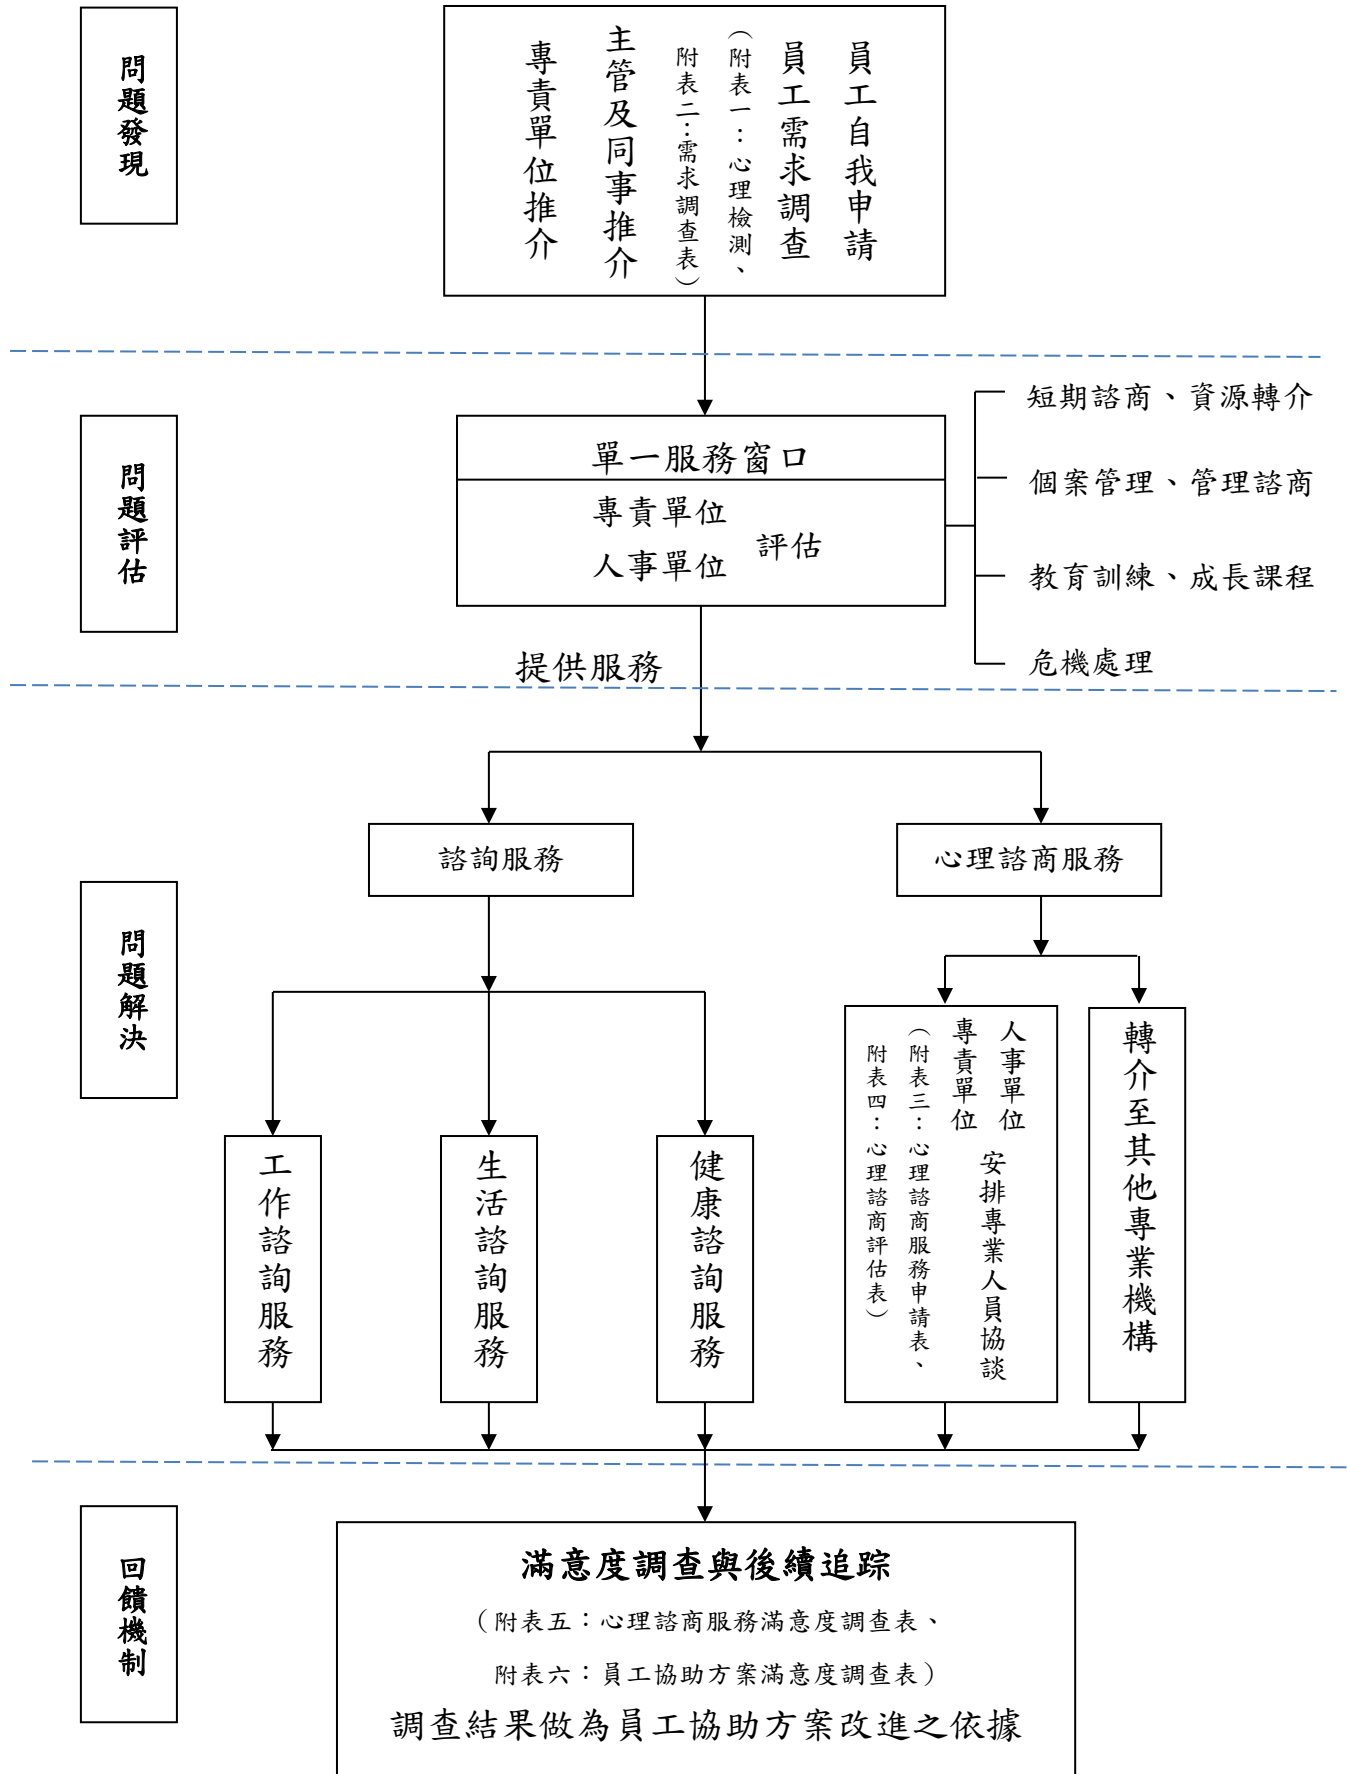 問題發現
員工自我申請
員工需求調查
（附表一：心理檢測、
附表二：需求調查表）
主管及同事推介
專責單位推介
問題評估
單一服務窗口
專責單位
人事單位
評估
短期諮商、資源轉介
個案管理、管理諮商
教育訓練、成長課程
危機處理
提供服務
問題解決
諮詢服務
心理諮商服務
工作諮詢服務
生活諮詢服務
健康諮詢服務
人事單位
專責單位
安排專業人員協談
（附表三：心理諮商服務申請表、
附表四：心理諮商評估表）
轉介至其他專業機構
回饋機制
滿意度調查與後續追踪
（附表五：心理諮商服務滿意度調查表、
附表六：員工協助方案滿意度調查表）
調查結果做為員工協助方案改進之依據